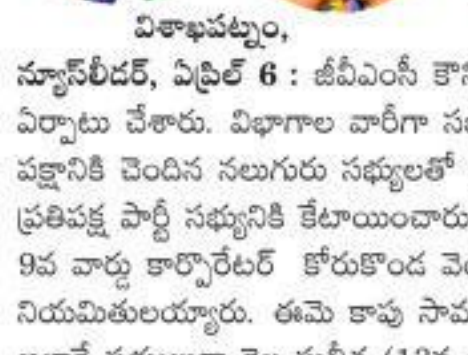 విశాఖపట్నం,
న్యూస్‌లీడర్, ఏప్రిల్ 6 : జీవీఎంసీ కౌన్సి
ఏర్పాటు చేశారు. విభాగాల వారీగా
పక్షానికి చెందిన నలుగురు సభ్యులతో
ప్రతిపక్ష పార్టీ సభ్యునికి కేటాయించారు
9వ వార్డు కార్పొరేటర్ కోరుకొండ
నియమితులయ్యారు. ఈమె కాపు